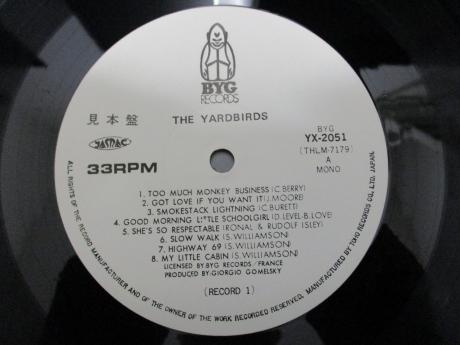 BYG
RECORDS
見本盤
THE YARDBIRDS
BYG
YX-2051
JASRAC
(THLM-7179)
33RPM
A
MONO
1. TOO MUCH MONKEY BUSINESS (C.BERRY)
2. GOT LOVE IF YOU WANT IT(J.MOORE)
3. SMOKESTACK LIGHTNING (C.BURETT)
4. GOOD MORNING LITTLE SCHOOLGIRL (D.LEVEL-B.LOVE)
5. SHE'S SO RESPECTABLE (RONAL & RUDOLF ISLEY)
6. SLOW WALK (S.WILLIAMSON)
7. HIGHWAY 69 (S.WILLIAMSON)
8. MY LITTLE CABIN (S.WILLIAMSON)
LICENSED BY BYG RECORDS/FRANCE
PRODUCED BY:GIORGIO GOMELSKY
(RECORD 1)
ALL RIGHTS OF THE RECORD MANUFACTURER AND OF THE OWNER OF THE WORK RECORDED RESERVED. MANUFACTURED BY TOHO RECORDS CO., LTD. JAPAN.